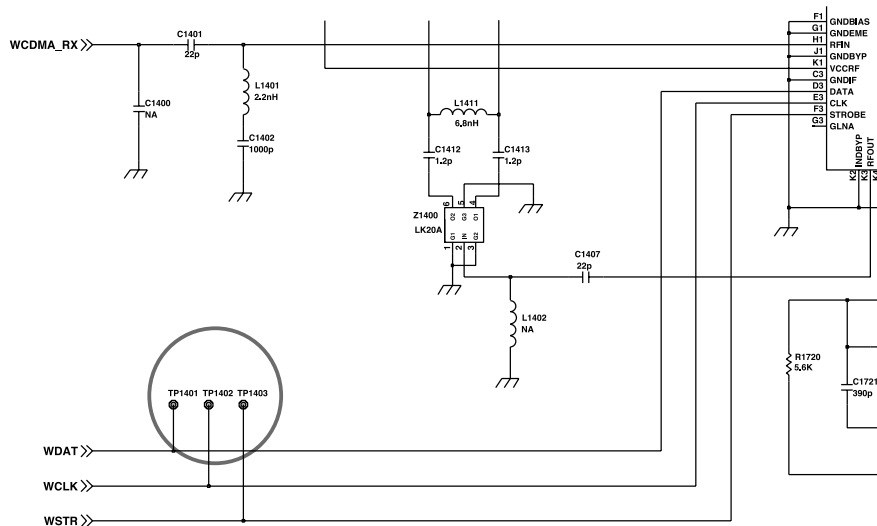 F1 GNDBIAS
G1 GNDEME
WCDMA_RX
C1401
22p
H1 RFIN
J1 GNDBYP
K1 VCCRF
C3 GNDIF
D3 DATA
E3 CLK
F3 STROBE
G3 GLNA
L1401
2.2nH
C1400
NA
L1411
6.8nH
C1402
1000p
C1412
1.2p
C1413
1.2p
INDBYP
RFOUT
K2
K3
K4
Z1400
LK20A
6 5 4
O2 G3 O1
G1 IN G2
1 2 3
C1407
22p
L1402
NA
R1720
5.6K
C1721
390p
TP1401 TP1402 TP1403
WDAT
WCLK
WSTR